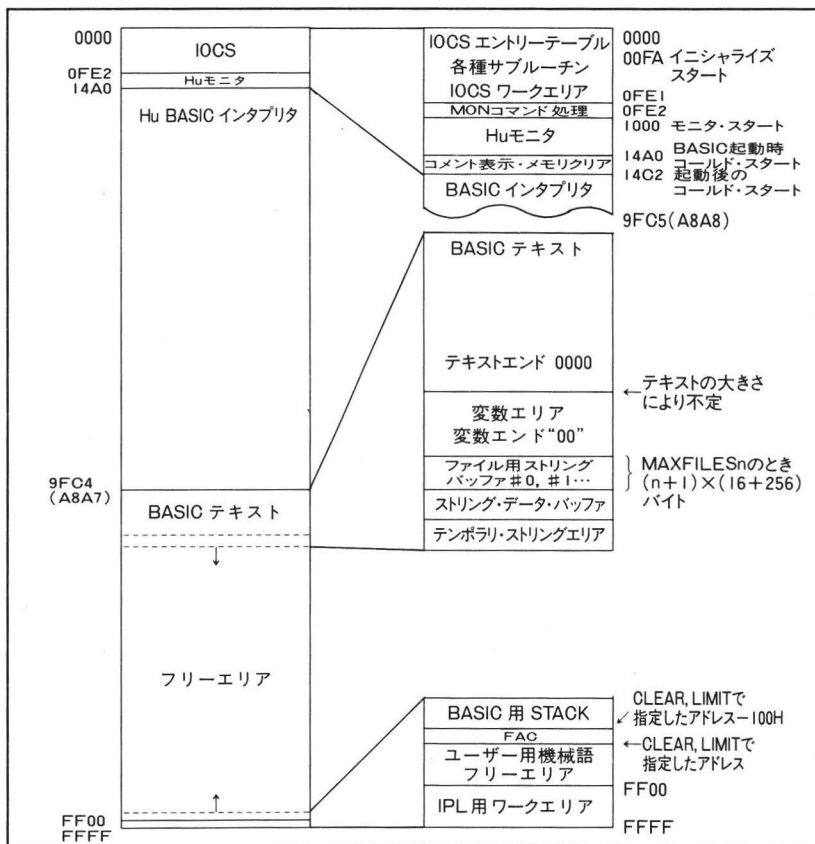 0000
IOCS
0FE2
Huモニタ
14A0
Hu BASIC インタプリタ
9FC4
(A8A7)
BASIC テキスト
フリーエリア
FF00
FFFF
IOCS エントリーテーブル
0000
各種サブルーチン
00FA イニシャライズ
スタート
IOCS ワークエリア
0FE1
MONコマンド処理
0FE2
Huモニタ
1000 モニタ・スタート
コメント表示・メモリクリア
14A0 BASIC起動時
コールド・スタート
BASIC インタプリタ
14C2 起動後の
コールド・スタート
9FC5(A8A8)
BASIC テキスト
テキストエンド 0000
←テキストの大きさ
により不定
変数エリア
変数エンド“00”
ファイル用ストリング
バッファ#0, #1…
MAXFILESnのとき
(n+1)×(16+256)
バイト
ストリング・データ・バッファ
テンポラリ・ストリングエリア
BASIC 用 STACK
CLEAR, LIMITで
指定したアドレス−100H
FAC
←CLEAR, LIMITで
指定したアドレス
ユーザー用機械語
フリーエリア
FF00
IPL用ワークエリア
FFFF